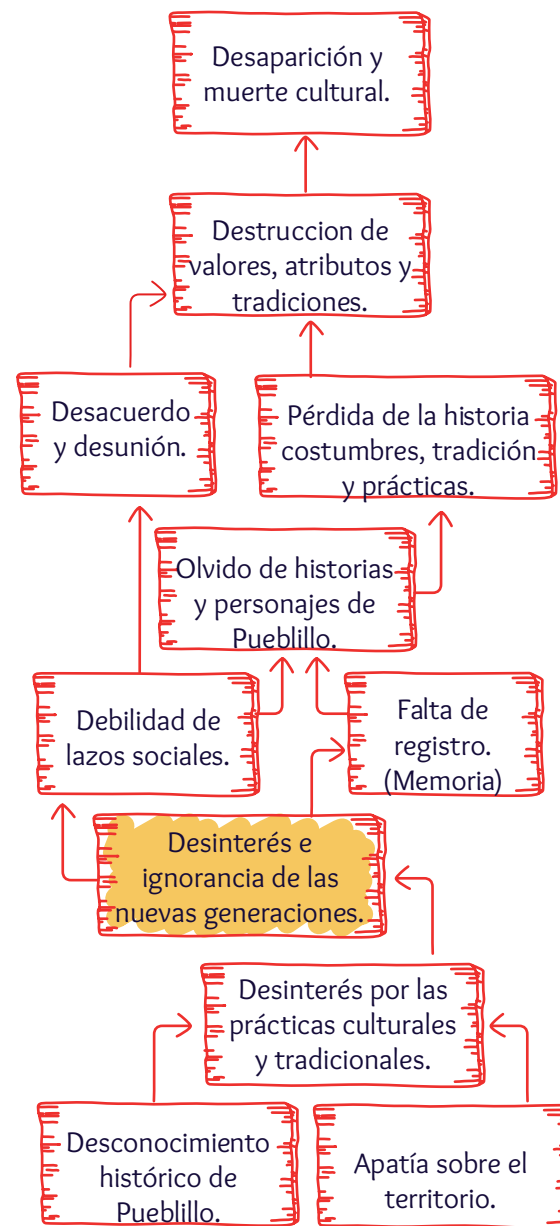 Desaparición y
muerte cultural.
Destruccion de
valores, atributos y
tradiciones.
Desacuerdo
y desunión.
Pérdida de la historia
costumbres, tradición
y prácticas.
Olvido de historias
y personajes de
Pueblillo.
Debilidad de
lazos sociales.
Falta de
registro.
(Memoria)
Desinterés e
ignorancia de las
nuevas generaciones.
Desinterés por las
prácticas culturales
y tradicionales.
Desconocimiento
histórico de
Pueblillo.
Apatía sobre el
territorio.